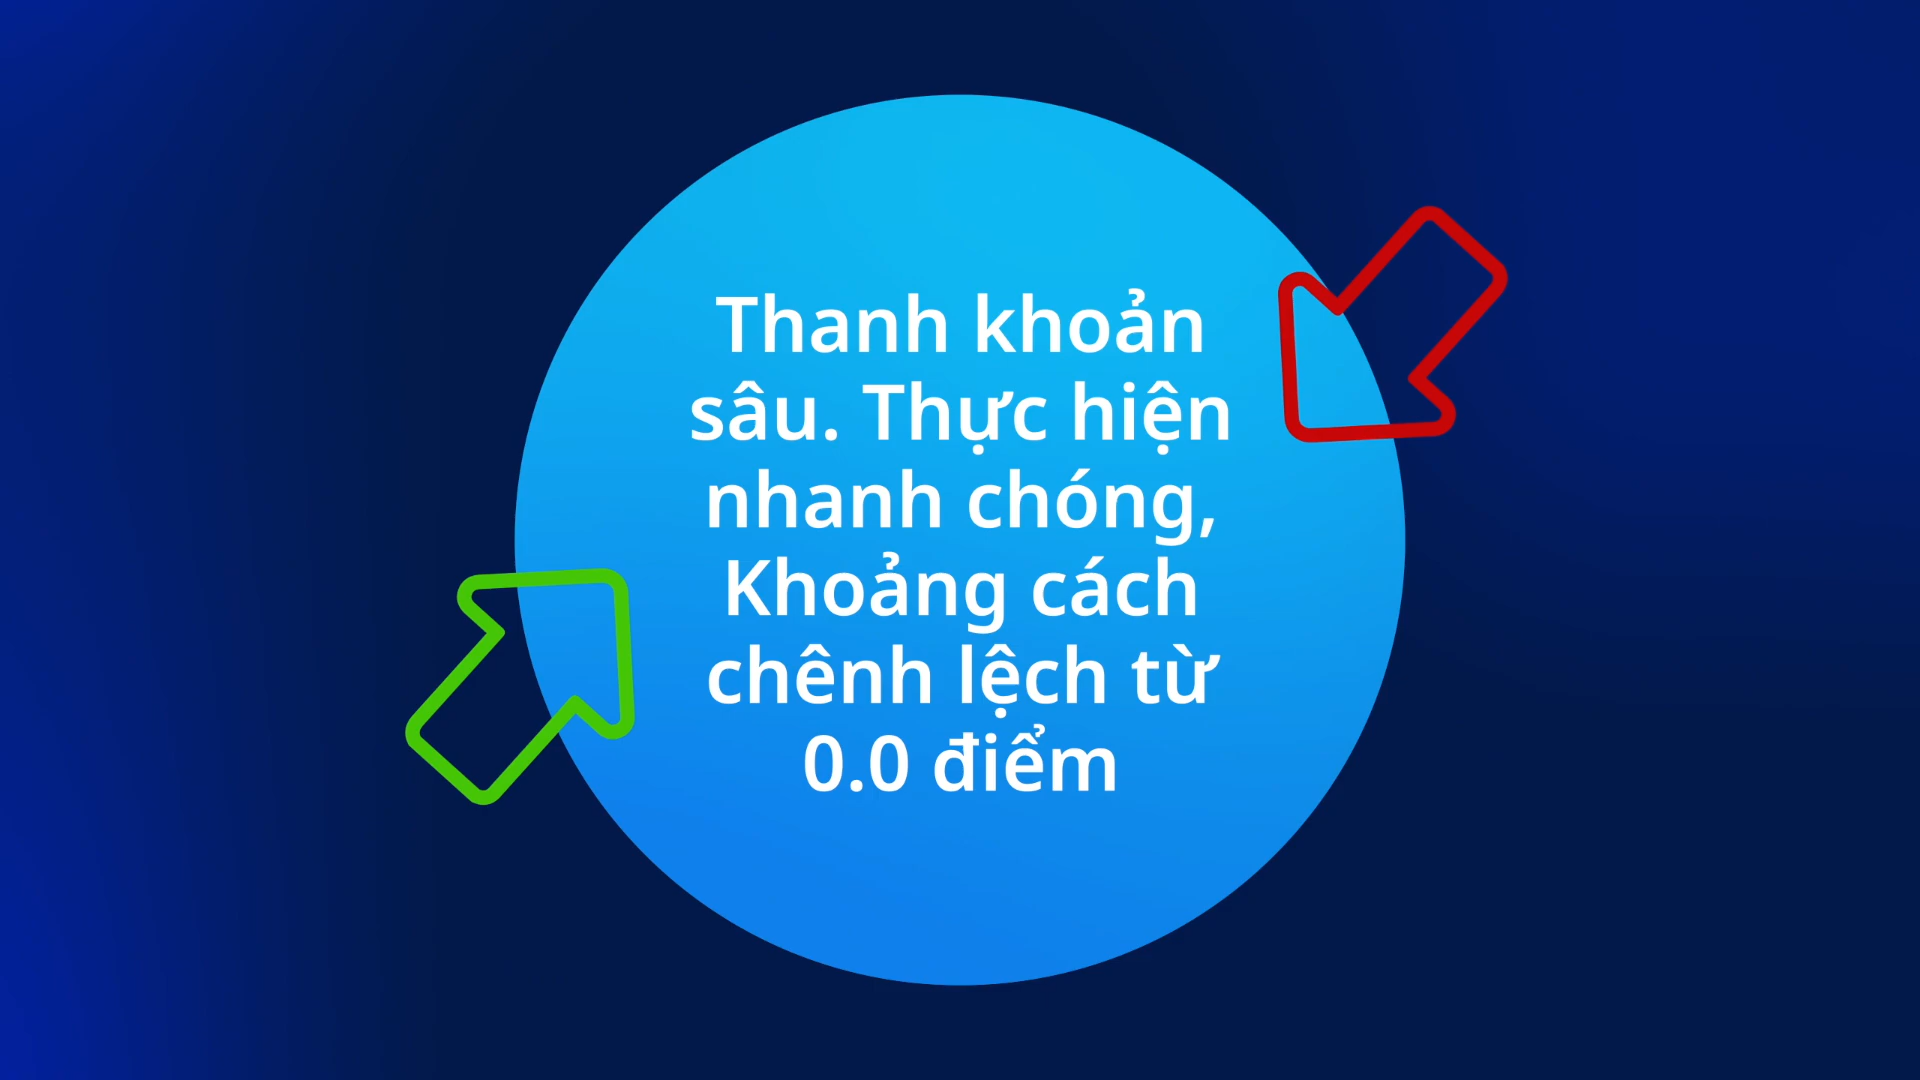 Thanh khoản
sâu. Thực hiện
nhanh chóng,
Khoảng cách
chênh lệch từ
0.0 điểm